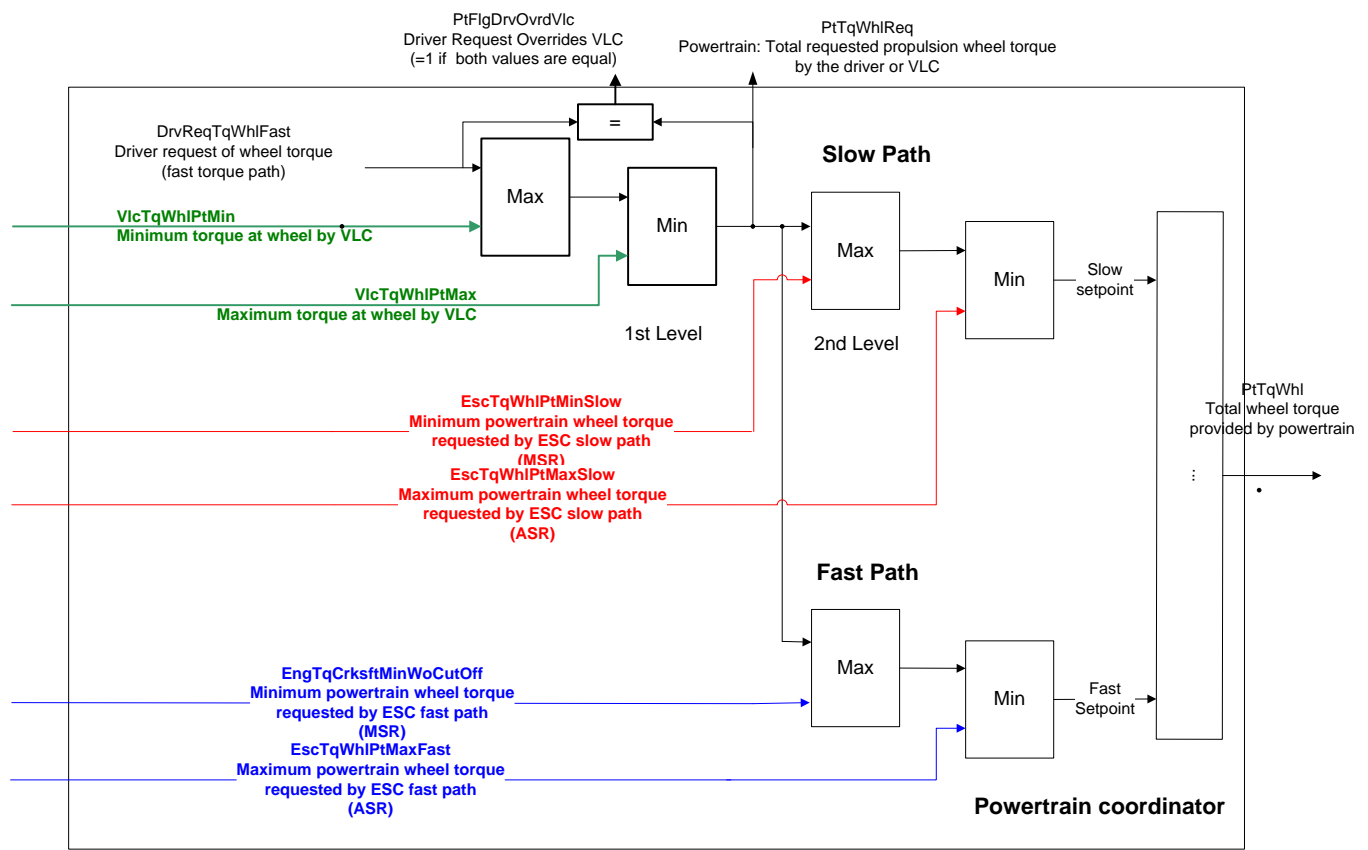 PtFlgDrvOvrdVlc
Driver Request Overrides VLC
(=1 if both values are equal)
PtTqWhlReq
Powertrain: Total requested propulsion wheel torque
by the driver or VLC
DrvReqTqWhlFast
Driver request of wheel torque
(fast torque path)
=
Max
Min
Slow Path
VlcTqWhlPtMin
Minimum torque at wheel by VLC
VlcTqWhlPtMax
Maximum torque at wheel by VLC
1st Level
Max
2nd Level
Min
Slow
setpoint
EscTqWhlPtMinSlow
Minimum powertrain wheel torque
requested by ESC slow path
(MSR)
EscTqWhlPtMaxSlow
Maximum powertrain wheel torque
requested by ESC slow path
(ASR)
PtTqWhl
Total wheel torque
provided by powertrain
...
Fast Path
Max
Min
Fast
Setpoint
EngTqCrksftMinWoCutOff
Minimum powertrain wheel torque
requested by ESC fast path
(MSR)
EscTqWhlPtMaxFast
Maximum powertrain wheel torque
requested by ESC fast path
(ASR)
Powertrain coordinator